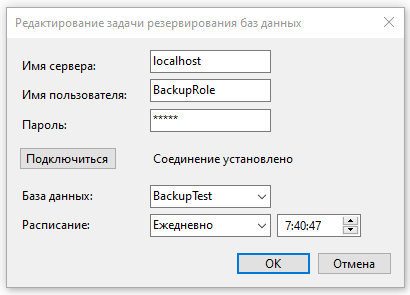 Редактирование задачи резервирования баз данных
Имя сервера: localhost
Имя пользователя: BackupRole
Пароль: *****
Подключиться Соединение установлено
База данных: BackupTest
Расписание: Ежедневно 7:40:47
OK Отмена